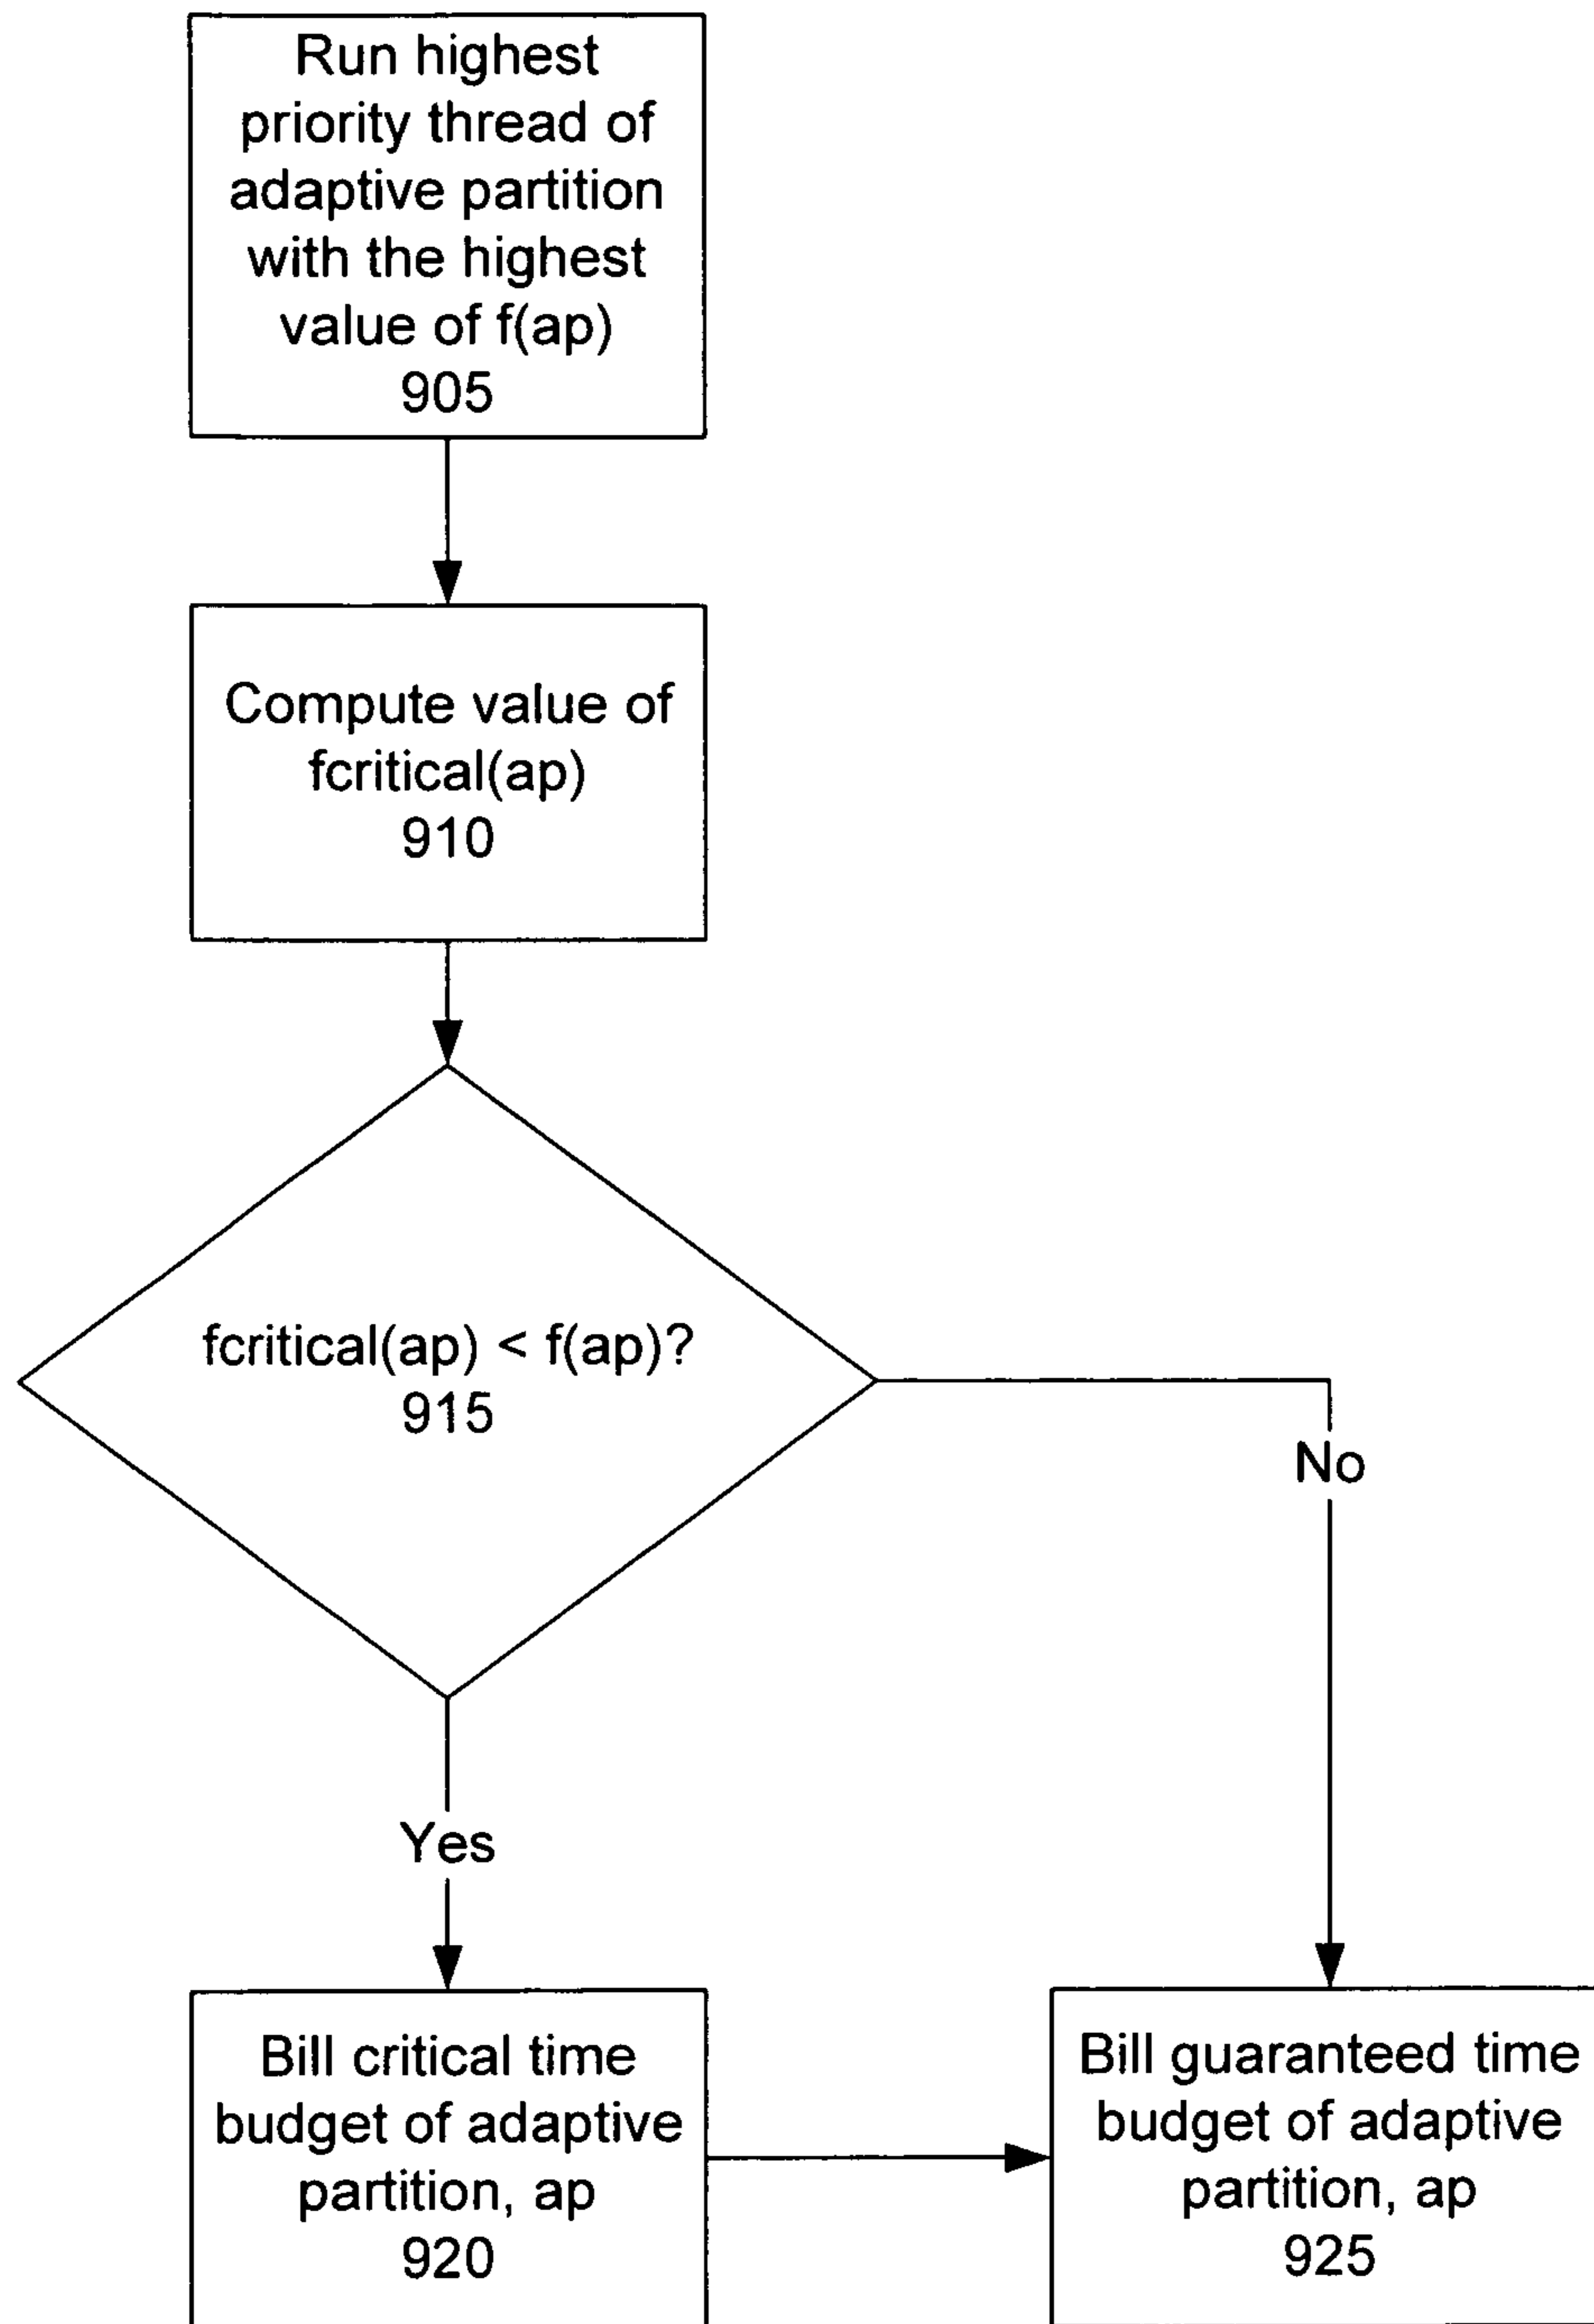 Run highest
priority thread of
adaptive partition
with the highest
value of f(ap)
905
Compute value of
fcritical(ap)
910
fcritical(ap) < f(ap)?
915
No
Yes
Bill critical time
budget of adaptive
partition, ap
920
Bill guaranteed time
budget of adaptive
partition, ap
925